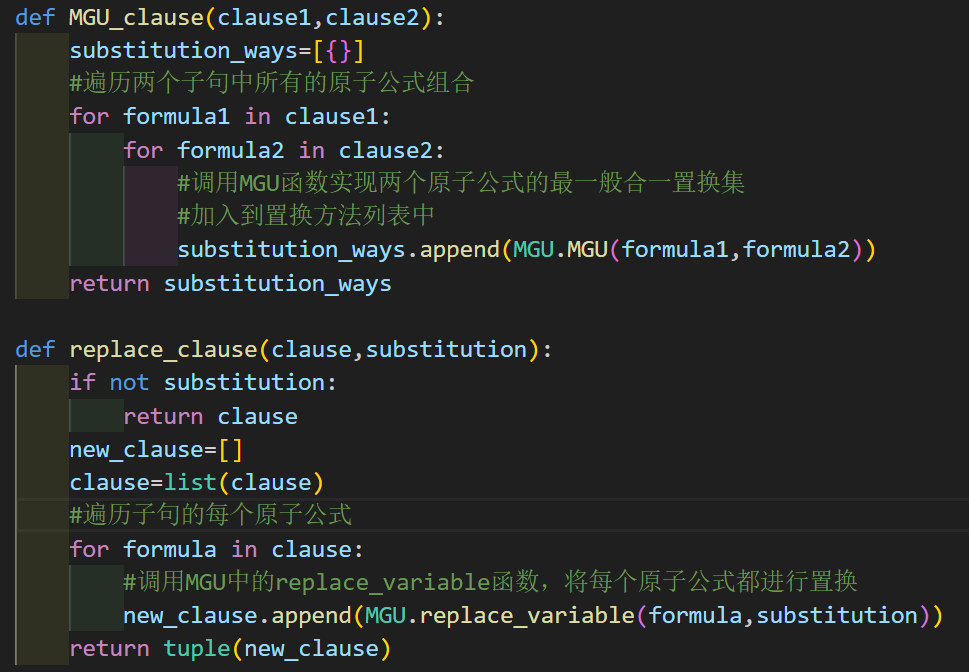 def MGU_clause(clause1,clause2):
    substitution_ways=[{}]
    #遍历两个子句中所有的原子公式组合
    for formula1 in clause1:
        for formula2 in clause2:
            #调用MGU函数实现两个原子公式的最一般合一置换集
            #加入到置换方法列表中
            substitution_ways.append(MGU.MGU(formula1,formula2))
    return substitution_ways

def replace_clause(clause,substitution):
    if not substitution:
        return clause
    new_clause=[]
    clause=list(clause)
    #遍历子句的每个原子公式
    for formula in clause:
        #调用MGU中的replace_variable函数，将每个原子公式都进行置换
        new_clause.append(MGU.replace_variable(formula,substitution))
    return tuple(new_clause)